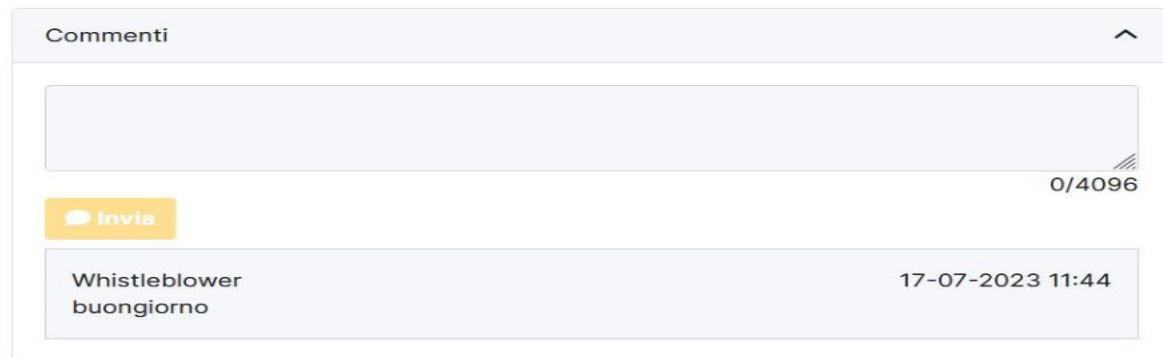 Commenti
0/4096
Invia
Whistleblower 17-07-2023 11:44
buongiorno